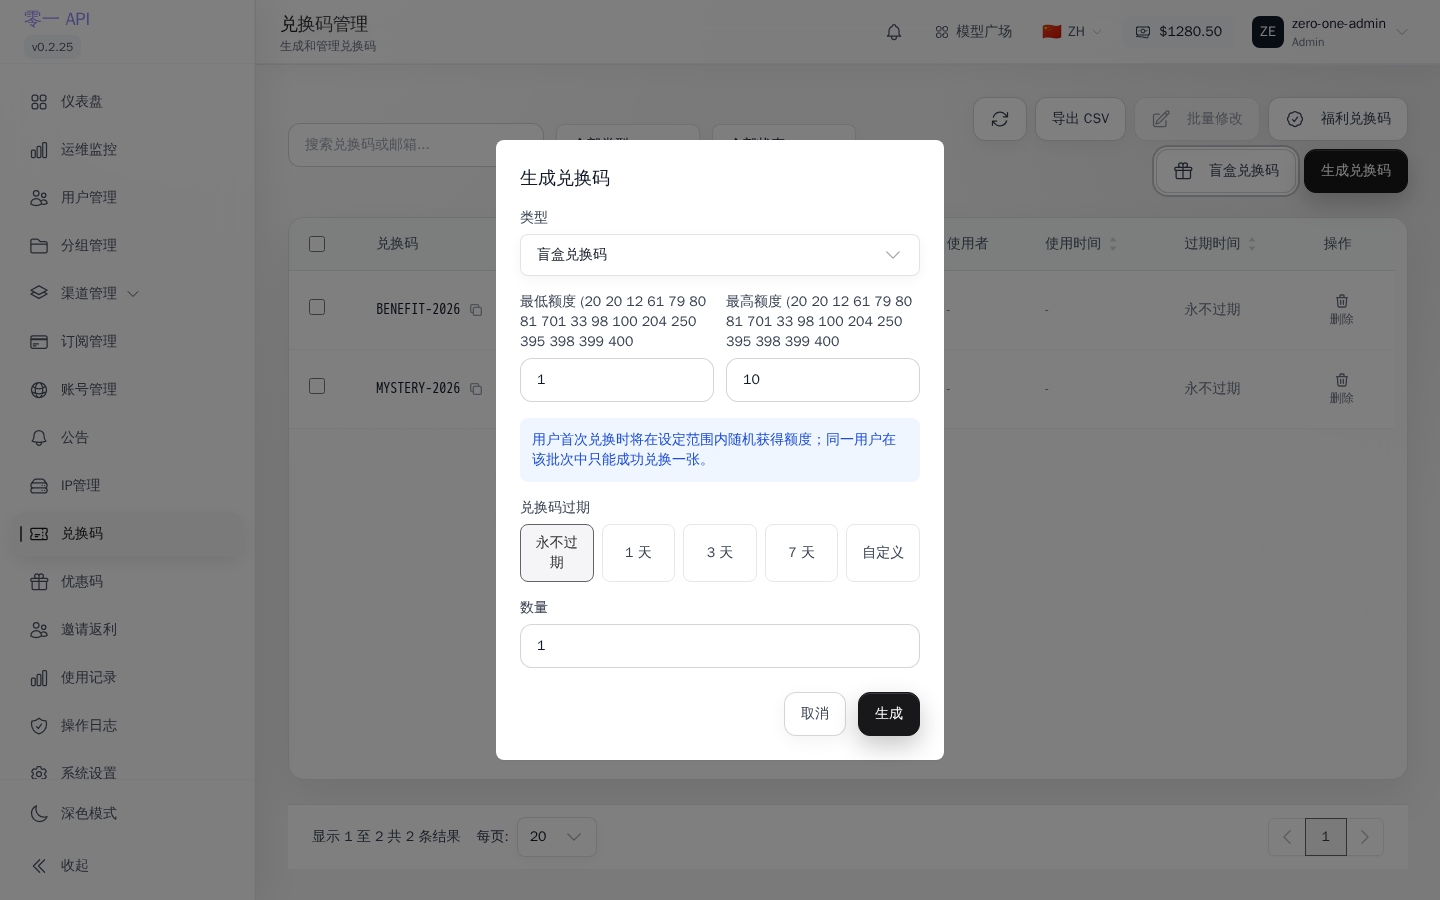 零一 API
v0.2.25
仪表盘
运维监控
用户管理
分组管理
渠道管理
订阅管理
账号管理
公告
IP管理
兑换码
优惠码
邀请返利
使用记录
操作日志
系统设置
深色模式
收起
兑换码管理
生成和管理兑换码
模型广场
🇨🇳 ZH
$1280.50
ZE
zero-one-admin
Admin
搜索兑换码或邮箱...
导出 CSV
批量修改
福利兑换码
盲盒兑换码
生成兑换码
兑换码
使用者
使用时间
过期时间
操作
BENEFIT-2026
-
-
永不过期
删除
MYSTERY-2026
-
-
永不过期
删除
生成兑换码
类型
盲盒兑换码
最低额度 (20 20 12 61 79 80
81 701 33 98 100 204 250
395 398 399 400
最高额度 (20 20 12 61 79 80
81 701 33 98 100 204 250
395 398 399 400
1
10
用户首次兑换时将在设定范围内随机获得额度；同一用户在
该批次中只能成功兑换一张。
兑换码过期
永不过
期
1 天
3 天
7 天
自定义
数量
1
取消
生成
显示 1 至 2 共 2 条结果
每页:
20
1